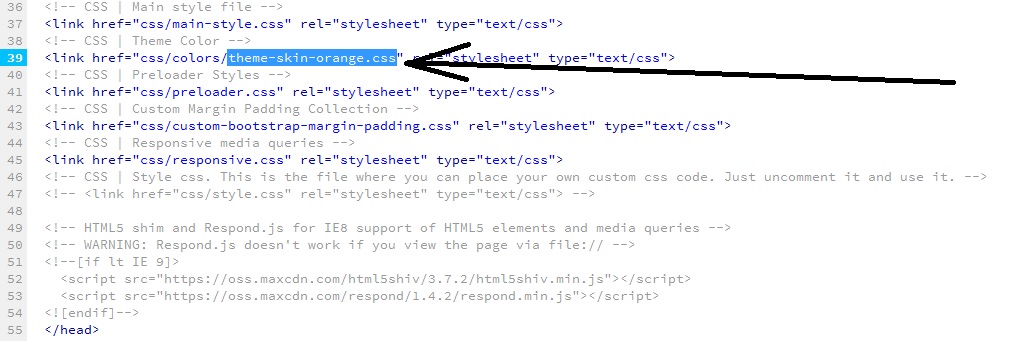 36 <!-- CSS | Main style file -->
37 <link href="css/main-style.css" rel="stylesheet" type="text/css">
38 <!-- CSS | Theme Color -->
39 <link href="css/colors/theme-skin-orange.css" rel="stylesheet" type="text/css">
40 <!-- CSS | Preloader Styles -->
41 <link href="css/preloader.css" rel="stylesheet" type="text/css">
42 <!-- CSS | Custom Margin Padding Collection -->
43 <link href="css/custom-bootstrap-margin-padding.css" rel="stylesheet" type="text/css">
44 <!-- CSS | Responsive media queries -->
45 <link href="css/responsive.css" rel="stylesheet" type="text/css">
46 <!-- CSS | Style css. This is the file where you can place your own custom css code. Just uncomment it and use it. -->
47 <!-- <link href="css/style.css" rel="stylesheet" type="text/css"> -->
48
49 <!-- HTML5 shim and Respond.js for IE8 support of HTML5 elements and media queries -->
50 <!-- WARNING: Respond.js doesn't work if you view the page via file:// -->
51 <!--[if lt IE 9]>
52 <script src="https://oss.maxcdn.com/html5shiv/3.7.2/html5shiv.min.js"></script>
53 <script src="https://oss.maxcdn.com/respond/1.4.2/respond.min.js"></script>
54 <![endif]-->
55 </head>